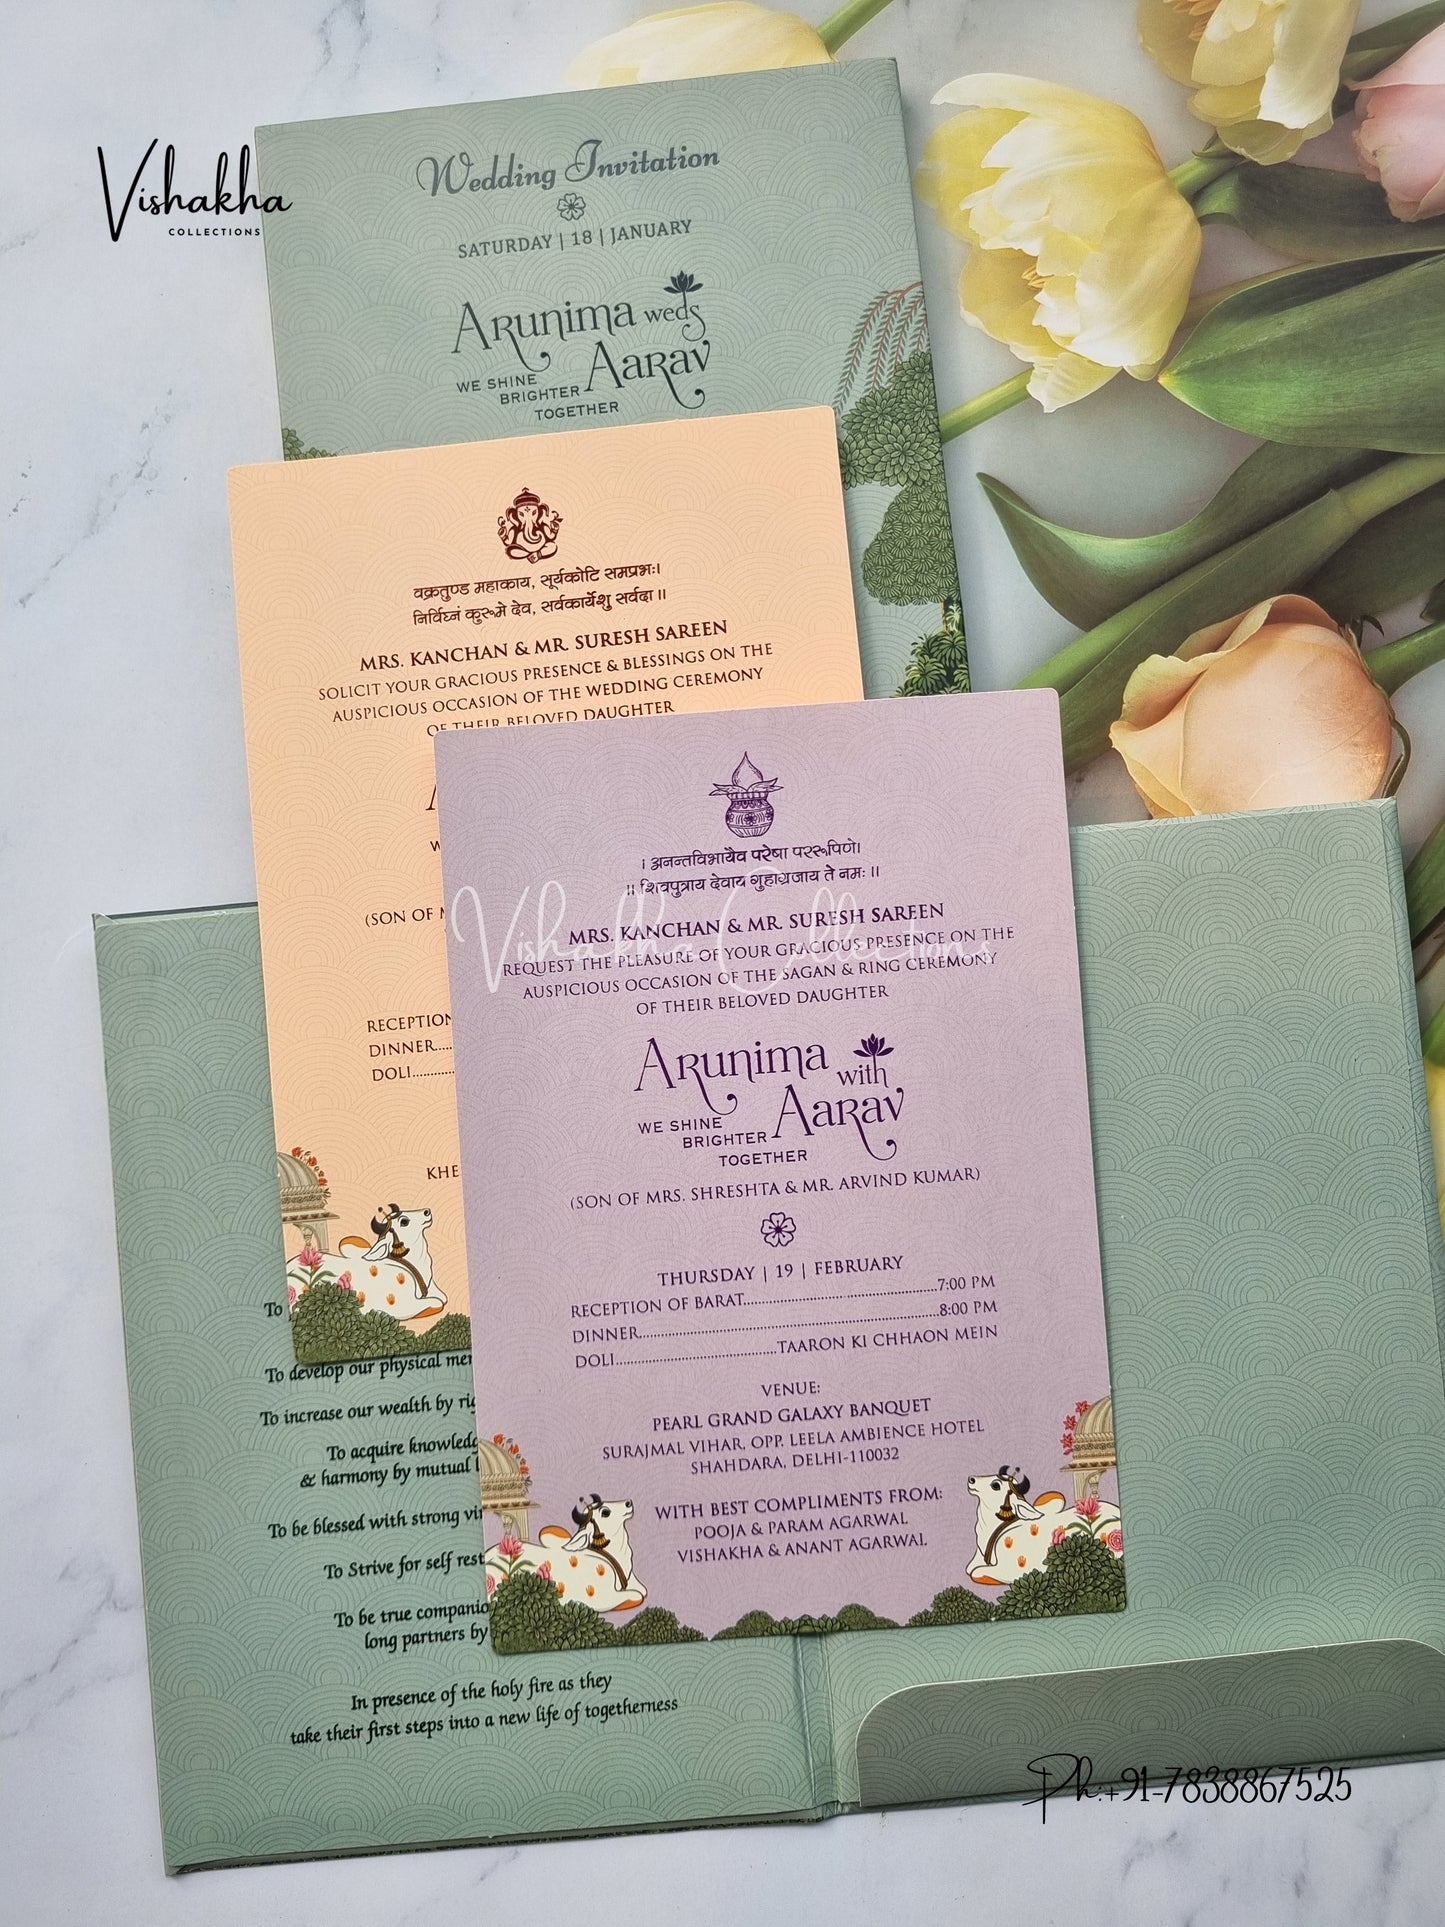 Vishakha
COLLECTIONS
Wedding Invitation
SATURDAY | 18 | JANUARY
Arunima weds
Aarav
WE SHINE
BRIGHTER
TOGETHER
वक्रतुण्ड महाकाय, सूर्यकोटि समप्रभः।
निर्विघ्नं कुरूमे देव, सर्वकार्येशु सर्वदा ।।
MRS. KANCHAN & MR. SURESH SAREEN
SOLICIT YOUR GRACIOUS PRESENCE & BLESSINGS ON THE
AUSPICIOUS OCCASION OF THE WEDDING CEREMONY
OF THEIR BELOVED DAUGHTER
(SON OF
RECEPTION
DINNER....
DOLI............
KHE
। अनन्तविभायैव परेषा पररूपिणे।
।। शिवपुत्राय देवाय गुहाग्रजाय ते नमः ।।
MRS. KANCHAN & MR. SURESH SAREEN
REQUEST THE PLEASURE OF YOUR GRACIOUS PRESENCE ON THE
AUSPICIOUS OCCASION OF THE SAGAN & RING CEREMONY
OF THEIR BELOVED DAUGHTER
Vishakha Collections
Arunima with
Aarav
WE SHINE
BRIGHTER
TOGETHER
(SON OF MRS. SHRESHTA & MR. ARVIND KUMAR)
THURSDAY | 19 | FEBRUARY
RECEPTION OF BARAT................................................7:00 PM
DINNER...........................................................................8:00 PM
DOLI........................................TAARON KI CHHAON MEIN
VENUE:
PEARL GRAND GALAXY BANQUET
SURAJMAL VIHAR, OPP. LEELA AMBIENCE HOTEL
SHAHDARA, DELHI-110032
WITH BEST COMPLIMENTS FROM:
POOJA & PARAM AGARWAL
VISHAKHA & ANANT AGARWAL
To
To develop our physical
To increase our wealth by
To acquire knowledg
& harmony by mutual
To be blessed with strong
To Strive for self
To be true companio
long partners by
In presence of the holy fire as they
take their first steps into a new life of togetherness
Ph:+91-7838867525